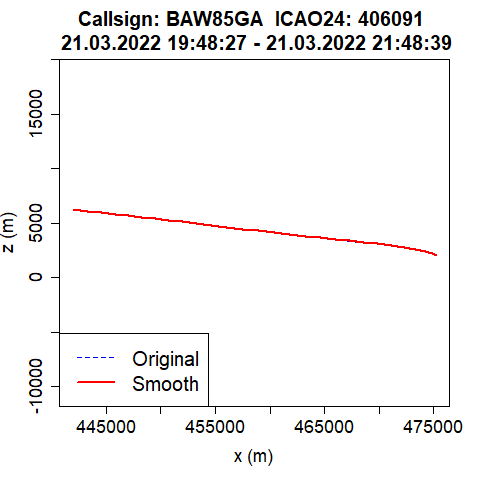 Callsign: BAW85GA  ICAO24: 406091
21.03.2022 19:48:27 - 21.03.2022 21:48:39
15000
5000
0
-10000
z (m)
Original
Smooth
445000 455000 465000 475000
x (m)